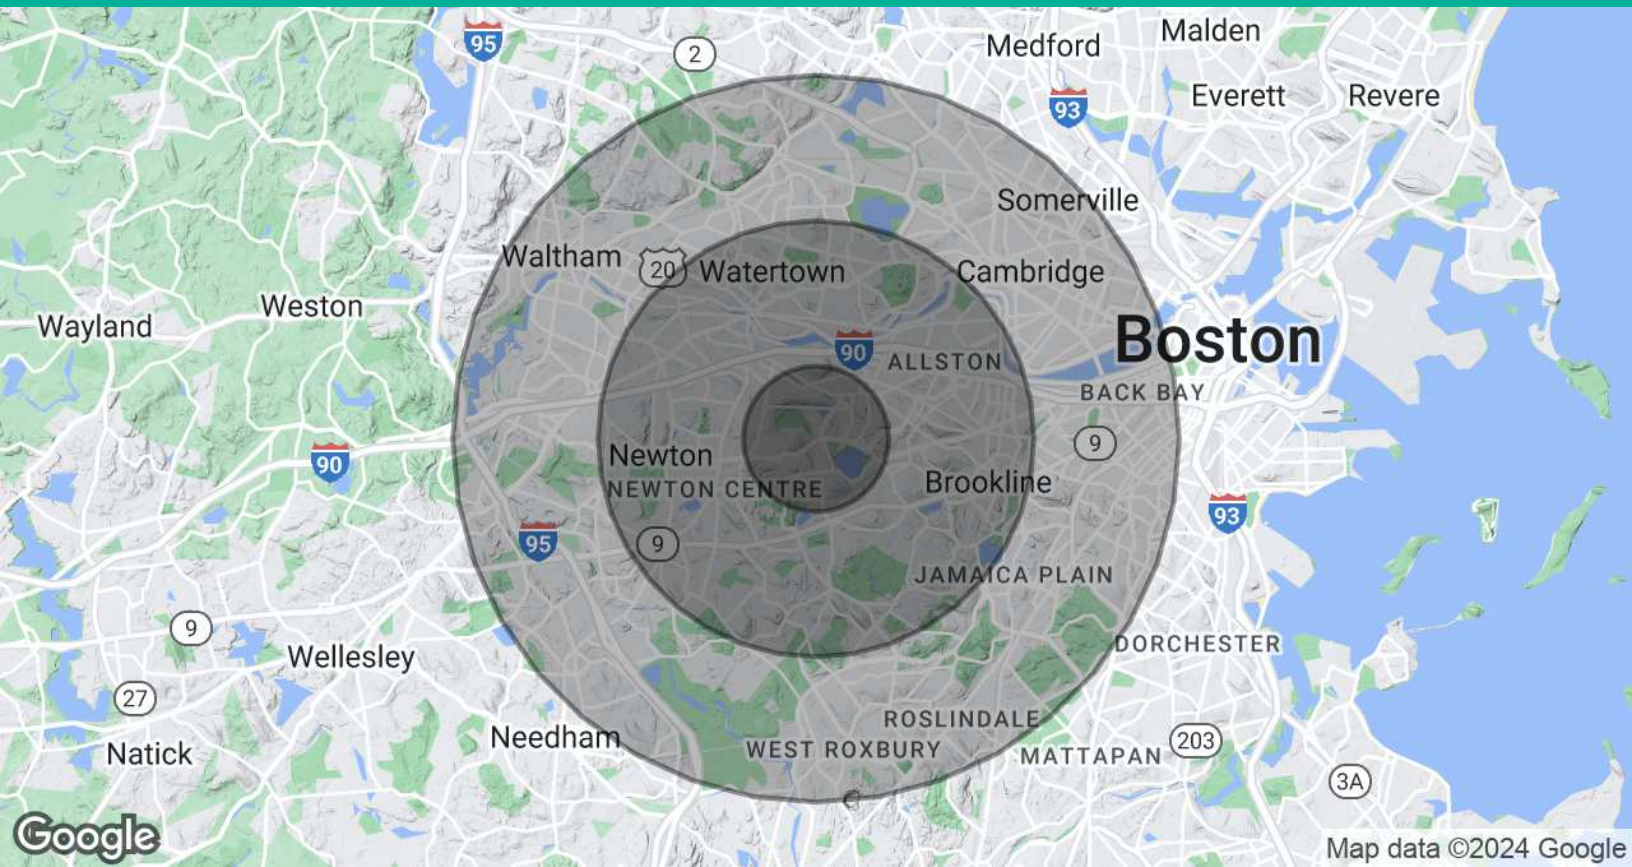 Malden
95
2
Medford
Everett
Revere
93
Somerville
Waltham
20
Watertown
Cambridge
Weston
Wayland
Boston
90
ALLSTON
BACK BAY
9
Newton
90
Brookline
NEWTON CENTRE
93
95
9
JAMAICA PLAIN
9
DORCHESTER
Wellesley
27
ROSLINDALE
Needham
203
WEST ROXBURY
MATTAPAN
Natick
3A
Google
Map data ©2024 Google